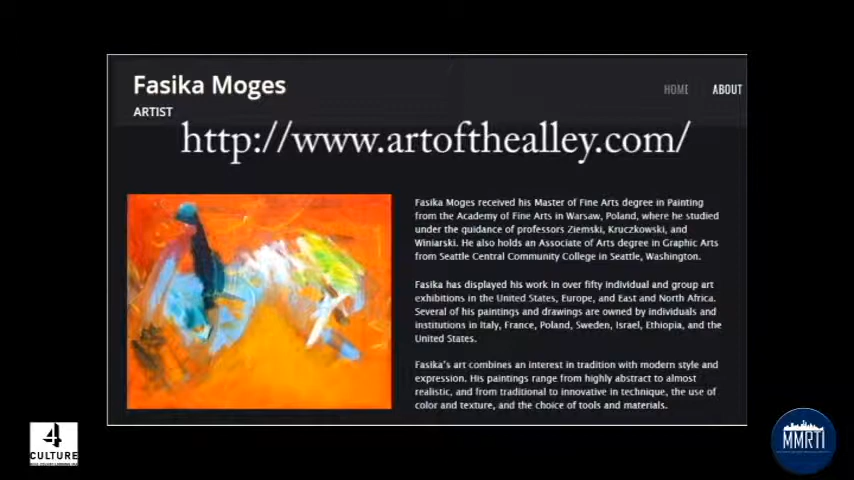 Fasika Moges
HOME ABOUT
ARTIST
http://www.artofthealley.com/
Fasika Moges received his Master of Fine Arts degree in Painting
from the Academy of Fine Arts in Warsaw, Poland, where he studied
under the guidance of professors Ziemski, Kruczkowski, and
Winiarski. He also holds an Associate of Arts degree in Graphic Arts
from Seattle Central Community College in Seattle, Washington.
Fasika has displayed his work in over fifty individual and group art
exhibitions in the United States, Europe, and East and North Africa.
Several of his paintings and drawings are owned by individuals and
institutions in Italy, France, Poland, Sweden, Israel, Ethiopia, and the
United States.
Fasika's art combines an interest in tradition with modern style and
expression. His paintings range from highly abstract to almost
realistic, and from traditional to innovative in technique, the use of
color and texture, and the choice of tools and materials.
4
CULTURE
MMRTI